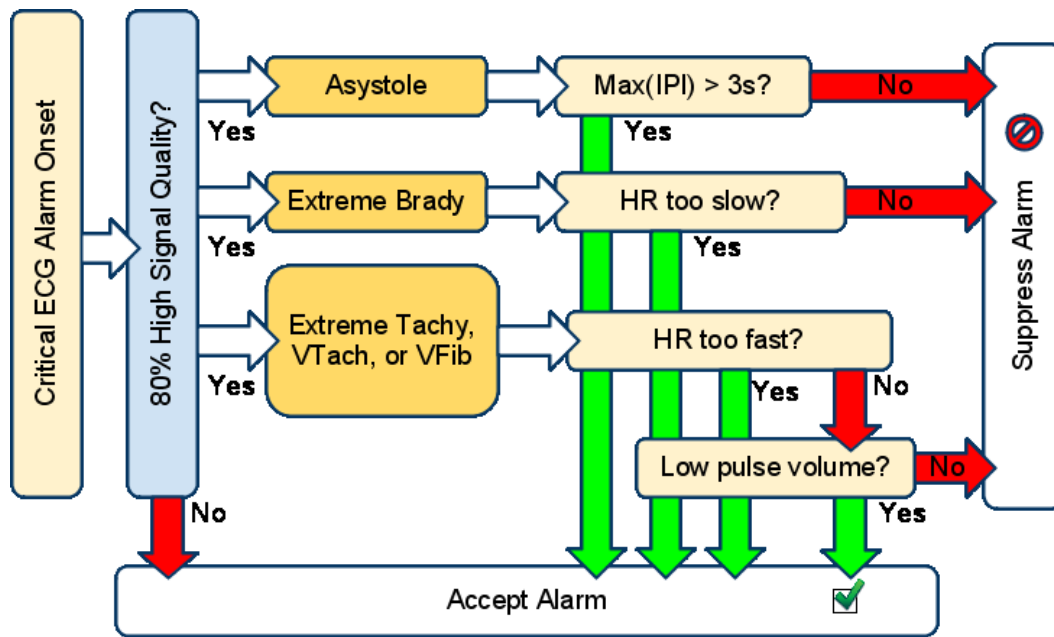 Critical ECG Alarm Onset
80% High Signal Quality?
Yes
Asystole
Max(IPI) > 3s?
No
Yes
Yes
Extreme Brady
HR too slow?
No
Yes
Yes
Extreme Tachy,
VTach, or VFib
HR too fast?
Yes
No
Low pulse volume?
No
Yes
No
Suppress Alarm
Accept Alarm